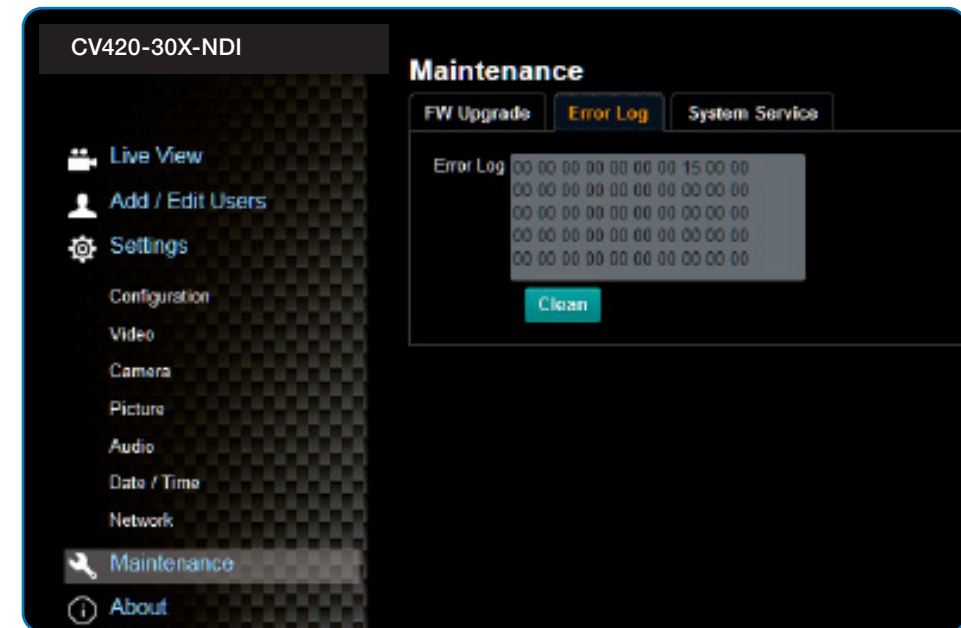 CV420-30X-NDI
Maintenance
FW Upgrade Error Log System Service
Error Log
00 00 00 00 00 00 00 15 00 00
00 00 00 00 00 00 00 00 00 00
00 00 00 00 00 00 00 00 00 00
00 00 00 00 00 00 00 00 00 00
00 00 00 00 00 00 00 00 00 00
Clean
Live View
Add / Edit Users
Settings
Configuration
Video
Camera
Picture
Audio
Date / Time
Network
Maintenance
About